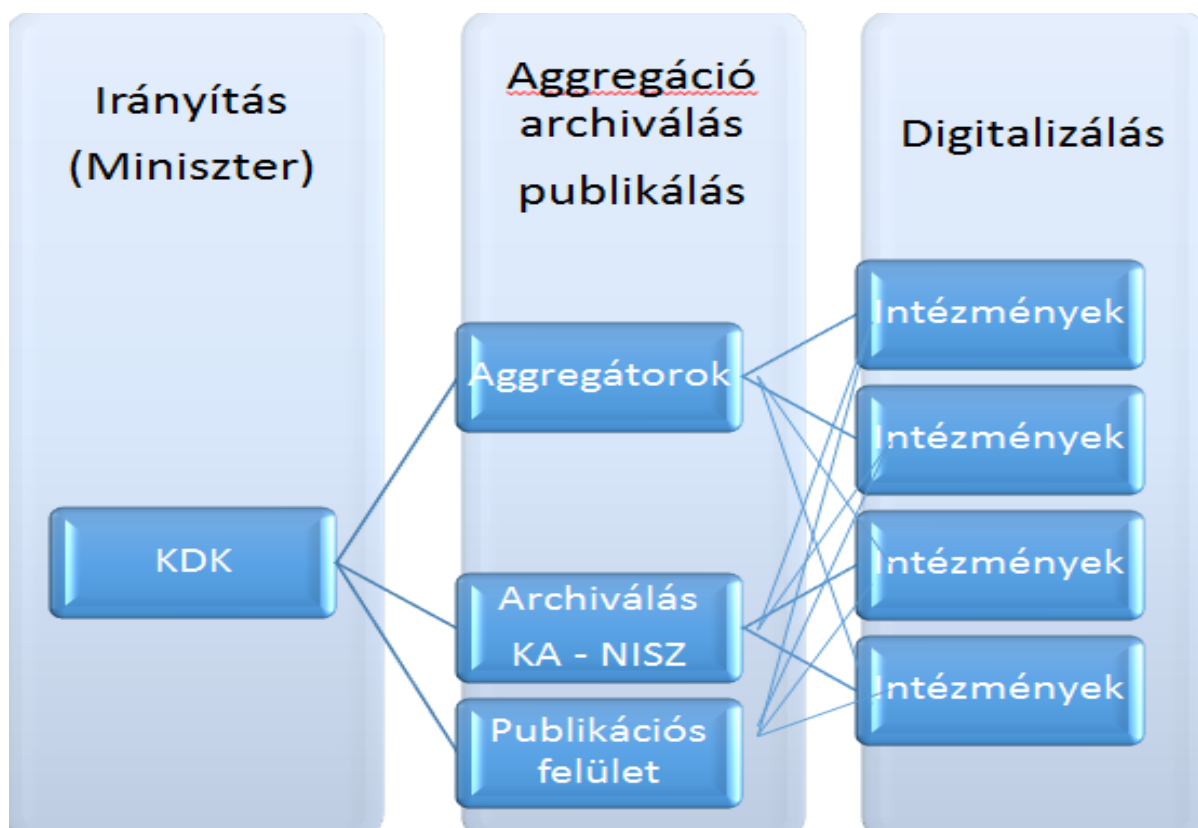 Irányítás
(Miniszter)
KDK
Aggregáció
archiválás
publikálás
Aggregátorok
Archiválás
KA - NISZ
Publikációs
felület
Digitalizálás
Intézmények
Intézmények
Intézmények
Intézmények